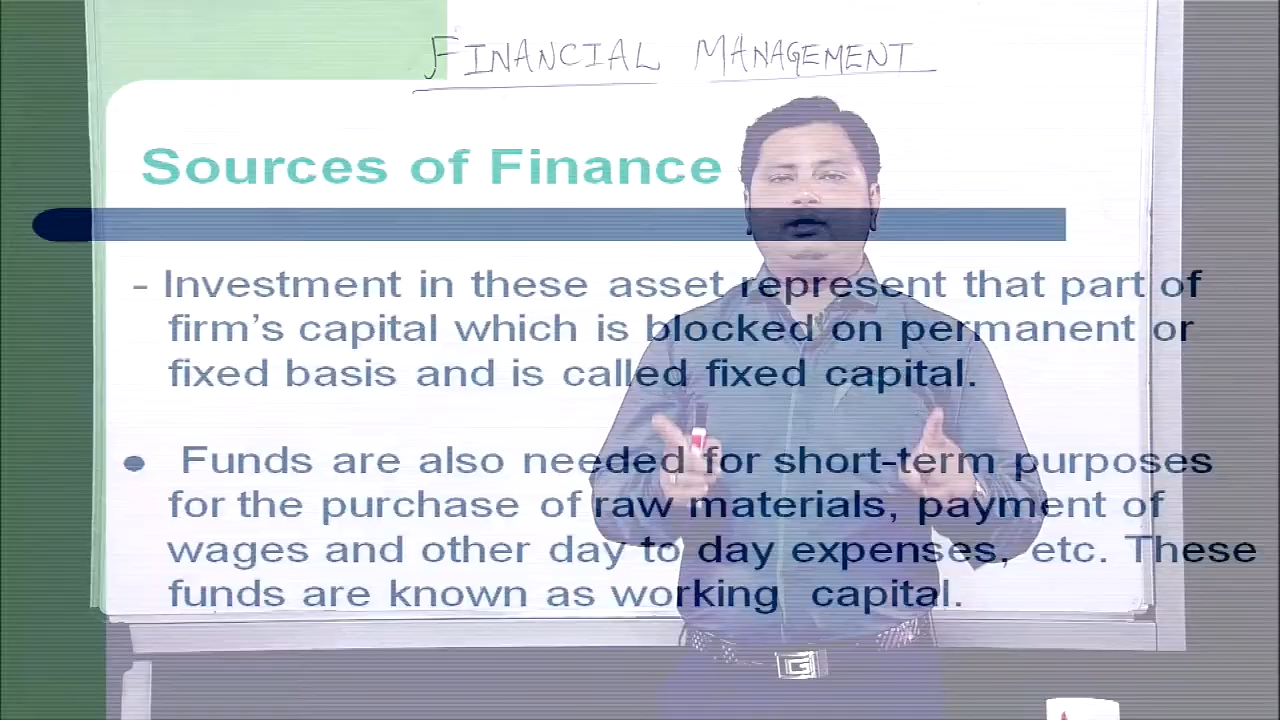 FINANCIAL MANAGEMENT
Sources of Finance
- Investment in these asset represent that part of
firm's capital which is blocked on permanent or
fixed basis and is called fixed capital.
● Funds are also needed for short-term purposes
for the purchase of raw materials, payment of
wages and other day to day expenses, etc. These
funds are known as working capital.